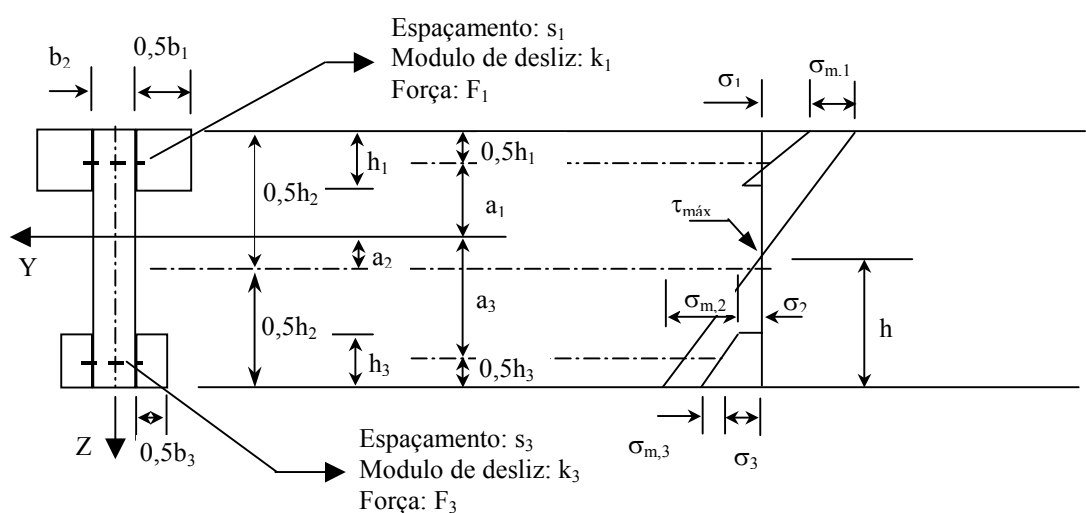 Espaçamento: s₁
Modulo de desliz: k₁
Força: F₁
b₂
0,5b₁
σ₁
σₘ,₁
h₁
0,5h₁
0,5h₂
a₁
τₘáₓ
Y
a₂
a₃
0,5h₂
σₘ,₂
σ₂
h
h₃
0,5h₃
Z
0,5b₃
σₘ,₃
σ₃
Espaçamento: s₃
Modulo de desliz: k₃
Força: F₃